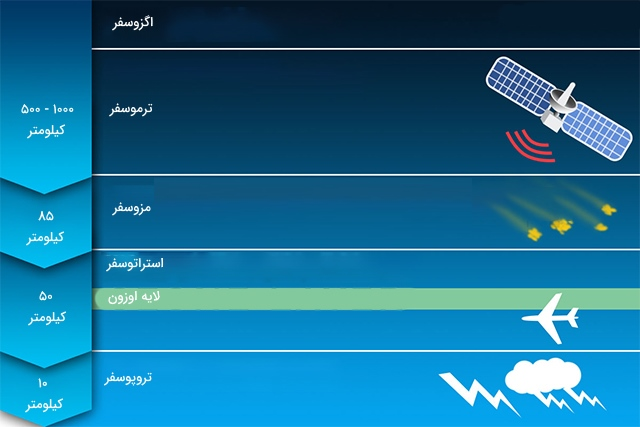 اگزوسفر
ترموسفر
۵۰۰ - ۱۰۰۰
کیلومتر
مزوسفر
۸۵
کیلومتر
استراتوسفر
لایه اوزون
۵۰
کیلومتر
تروپوسفر
۱۰
کیلومتر